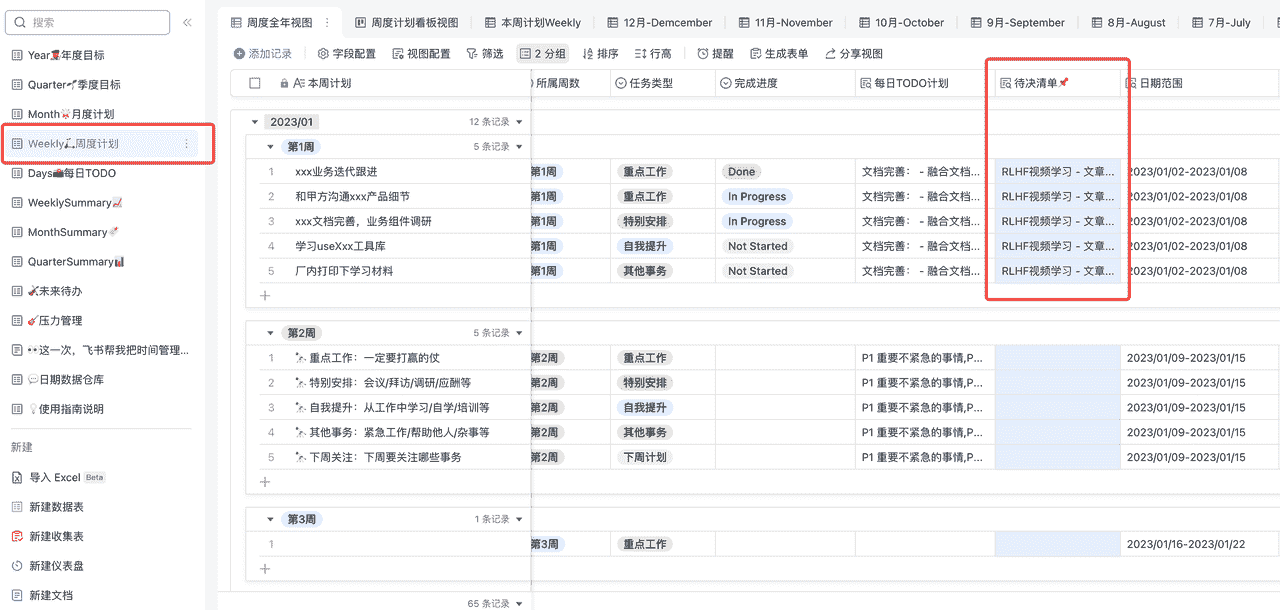 搜索
Year年度目标
Quarter季度目标
Month月度计划
Weekly周度计划
Days每日TODO
WeeklySummary
MonthSummary
QuarterSummary
未来待办
压力管理
这一次，飞书帮我把时间管理...
日期数据仓库
使用指南说明
新建
导入 Excel Beta
新建数据表
新建收集表
新建仪表盘
新建文档
周度全年视图 周度计划看板视图 本周计划Weekly 12月-Demcember 11月-November 10月-October 9月-September 8月-August 7月-July
添加记录 字段配置 视图配置 筛选 2 分组 排序 行高 提醒 生成表单 分享视图
本周计划 所属周数 任务类型 完成进度 每日TODO计划 待决清单 日期范围
2023/01 12 条记录
第1周 5 条记录
1 xxx业务迭代跟进 第1周 重点工作 Done 文档完善： - 融合文档... RLHF视频学习 - 文章... 2023/01/02-2023/01/08
2 和甲方沟通xxx产品细节 第1周 重点工作 In Progress 文档完善： - 融合文档... RLHF视频学习 - 文章... 2023/01/02-2023/01/08
3 xxx文档完善，业务组件调研 第1周 特别安排 In Progress 文档完善： - 融合文档... RLHF视频学习 - 文章... 2023/01/02-2023/01/08
4 学习useXxx工具库 第1周 自我提升 Not Started 文档完善： - 融合文档... RLHF视频学习 - 文章... 2023/01/02-2023/01/08
5 厂内打印下学习材料 第1周 其他事务 Not Started 文档完善： - 融合文档... RLHF视频学习 - 文章... 2023/01/02-2023/01/08
第2周 5 条记录
1 重点工作：一定要打赢的仗 第2周 重点工作 P1 重要不紧急的事情,P... 2023/01/09-2023/01/15
2 特别安排：会议/拜访/调研/应酬等 第2周 特别安排 P1 重要不紧急的事情,P... 2023/01/09-2023/01/15
3 自我提升：从工作中学习/自学/培训等 第2周 自我提升 P1 重要不紧急的事情,P... 2023/01/09-2023/01/15
4 其他事务：紧急工作/帮助他人/杂事等 第2周 其他事务 P1 重要不紧急的事情,P... 2023/01/09-2023/01/15
5 下周关注：下周要关注哪些事务 第2周 下周计划 P1 重要不紧急的事情,P... 2023/01/09-2023/01/15
第3周 1 条记录
1 第3周 重点工作 2023/01/16-2023/01/22
65 条记录